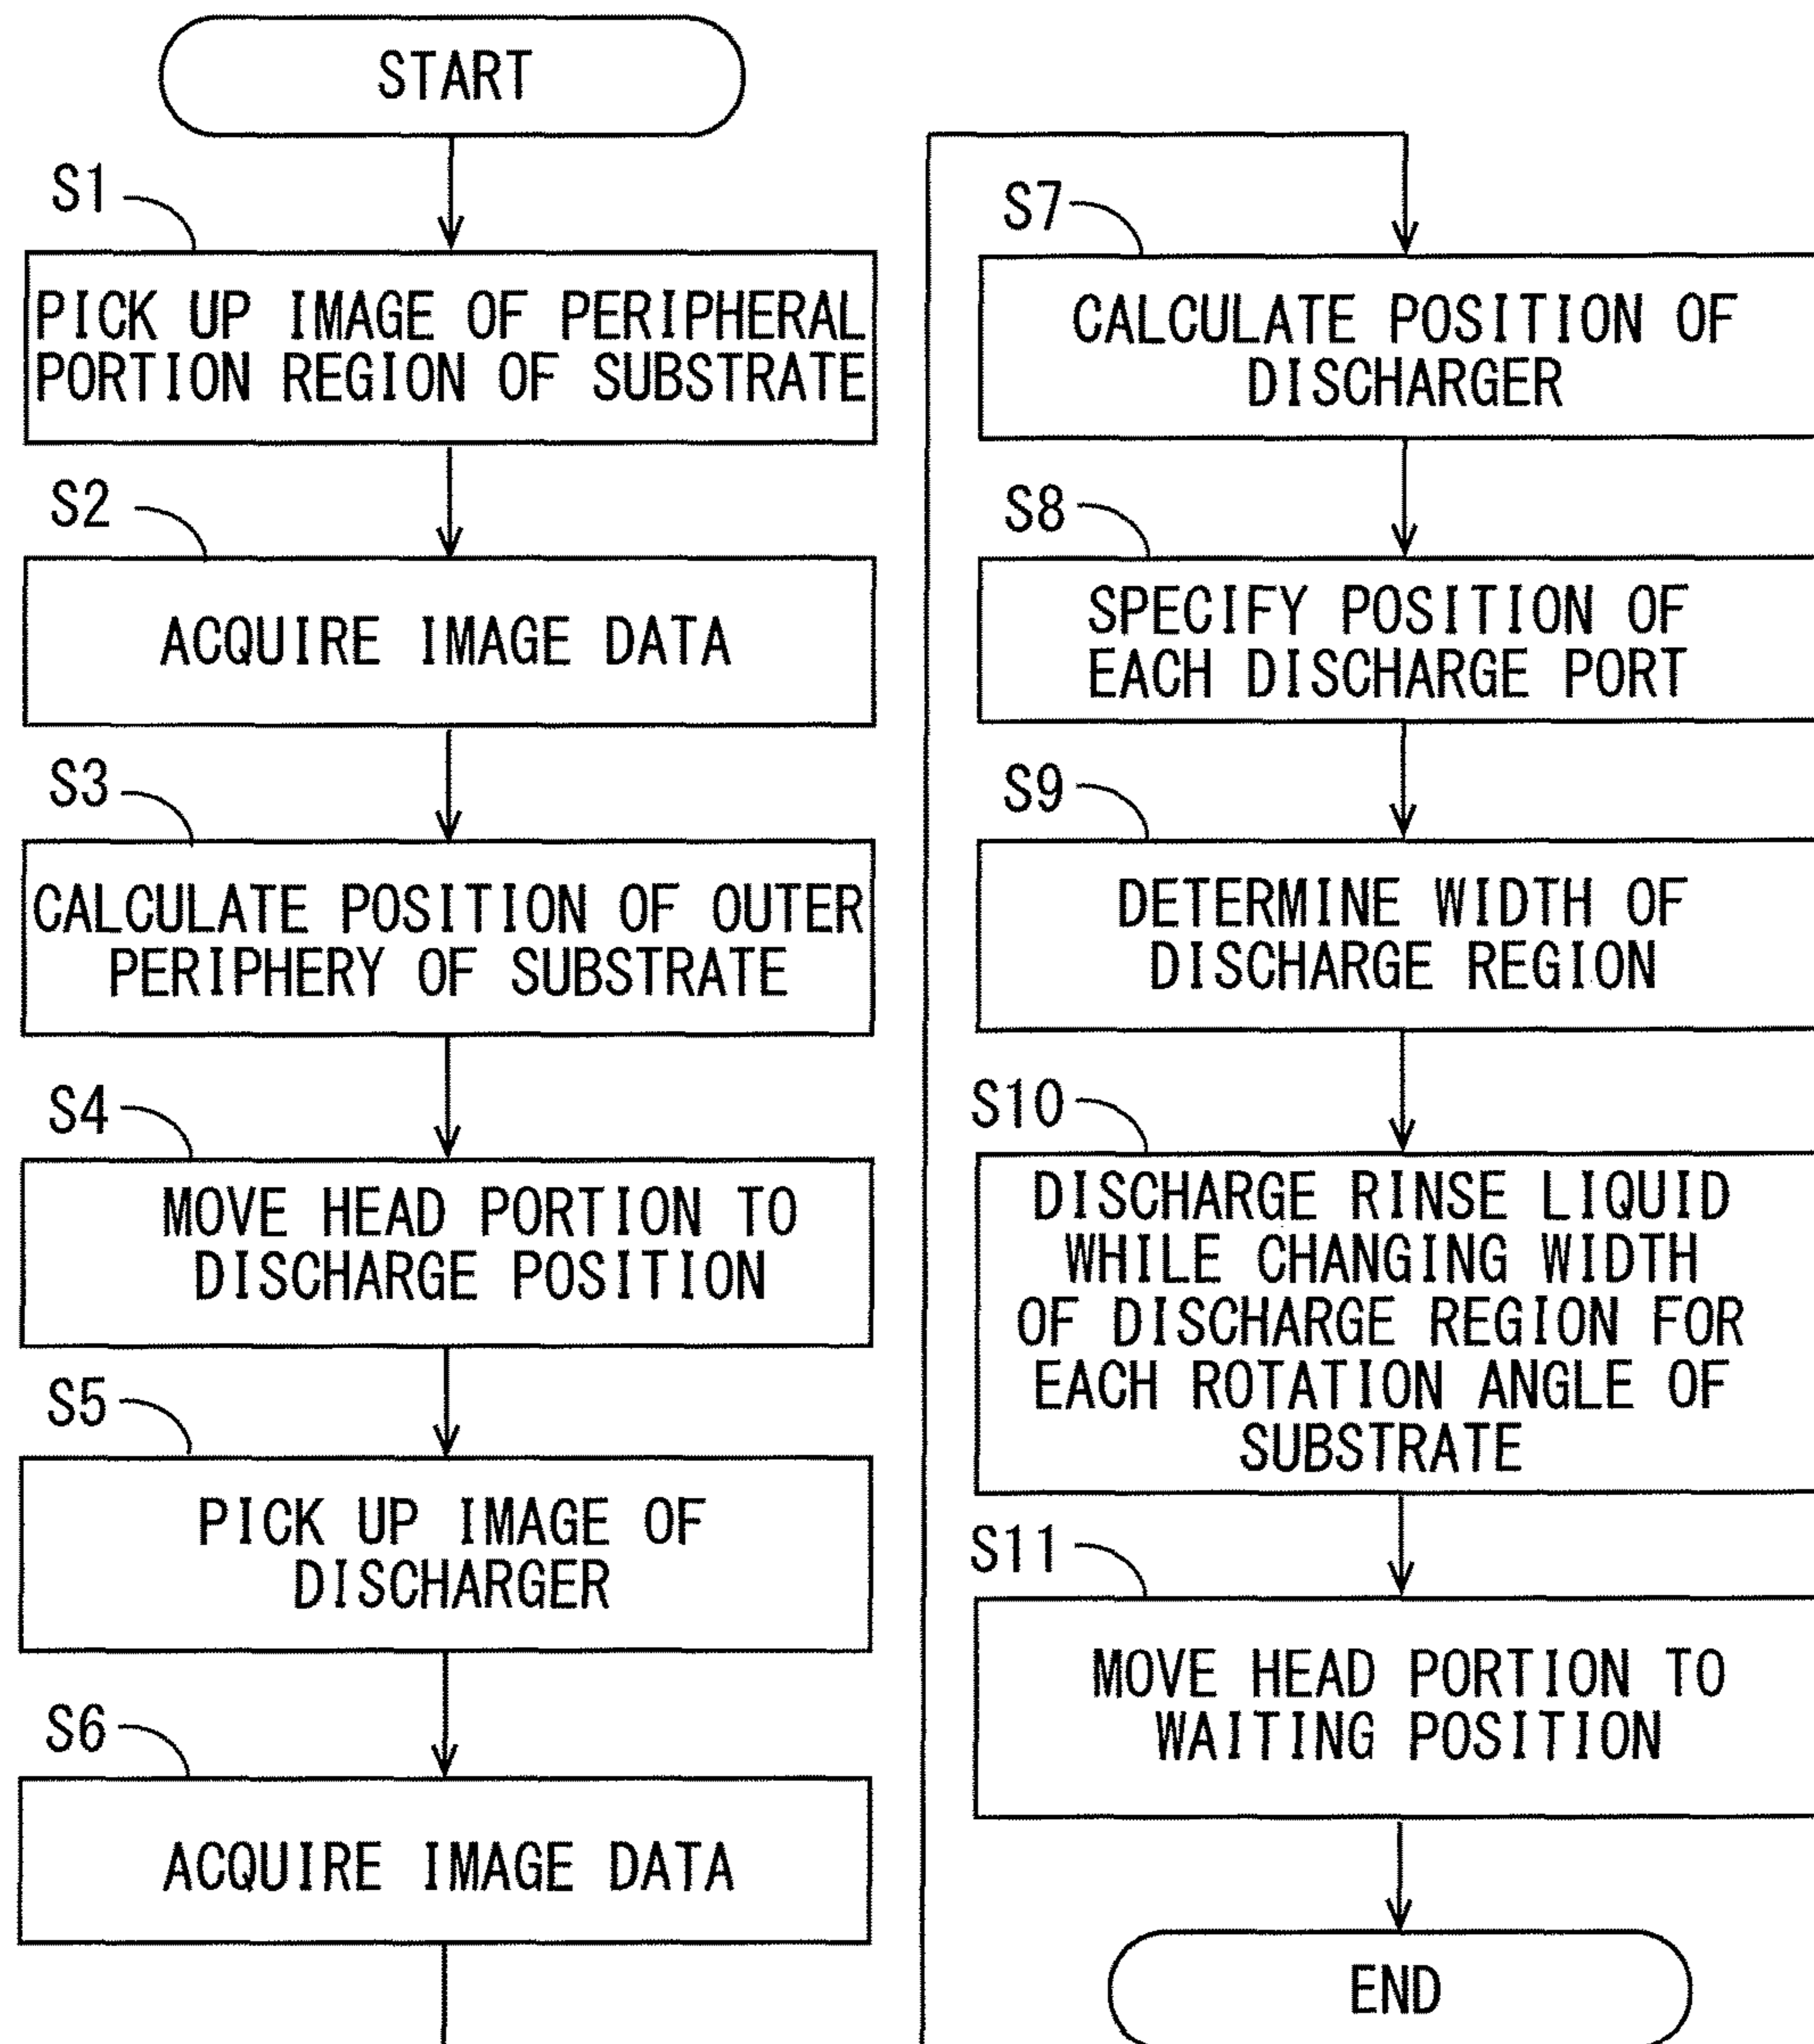 START
S1
PICK UP IMAGE OF PERIPHERAL
PORTION REGION OF SUBSTRATE
S2
ACQUIRE IMAGE DATA
S3
CALCULATE POSITION OF OUTER
PERIPHERY OF SUBSTRATE
S4
MOVE HEAD PORTION TO
DISCHARGE POSITION
S5
PICK UP IMAGE OF
DISCHARGER
S6
ACQUIRE IMAGE DATA
S7
CALCULATE POSITION OF
DISCHARGER
S8
SPECIFY POSITION OF
EACH DISCHARGE PORT
S9
DETERMINE WIDTH OF
DISCHARGE REGION
S10
DISCHARGE RINSE LIQUID
WHILE CHANGING WIDTH
OF DISCHARGE REGION FOR
EACH ROTATION ANGLE OF
SUBSTRATE
S11
MOVE HEAD PORTION TO
WAITING POSITION
END